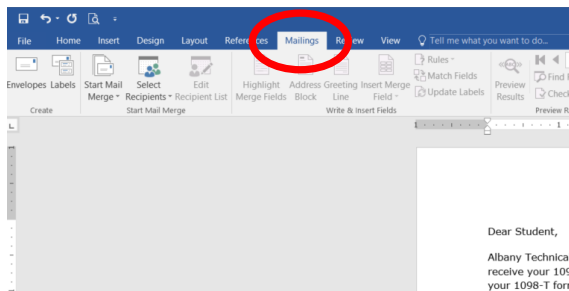 File Home Insert Design Layout References Mailings Review View Tell me what you want to do...
Envelopes Labels Start Mail Merge Select Recipients Edit Recipient List Highlight Merge Fields Address Block Greeting Line Insert Merge Field Rules Match Fields Update Labels Preview Results Find
Create Start Mail Merge Write & Insert Fields Preview R
1
Dear Student,
Albany Technica
receive your 109
your 1098-T for